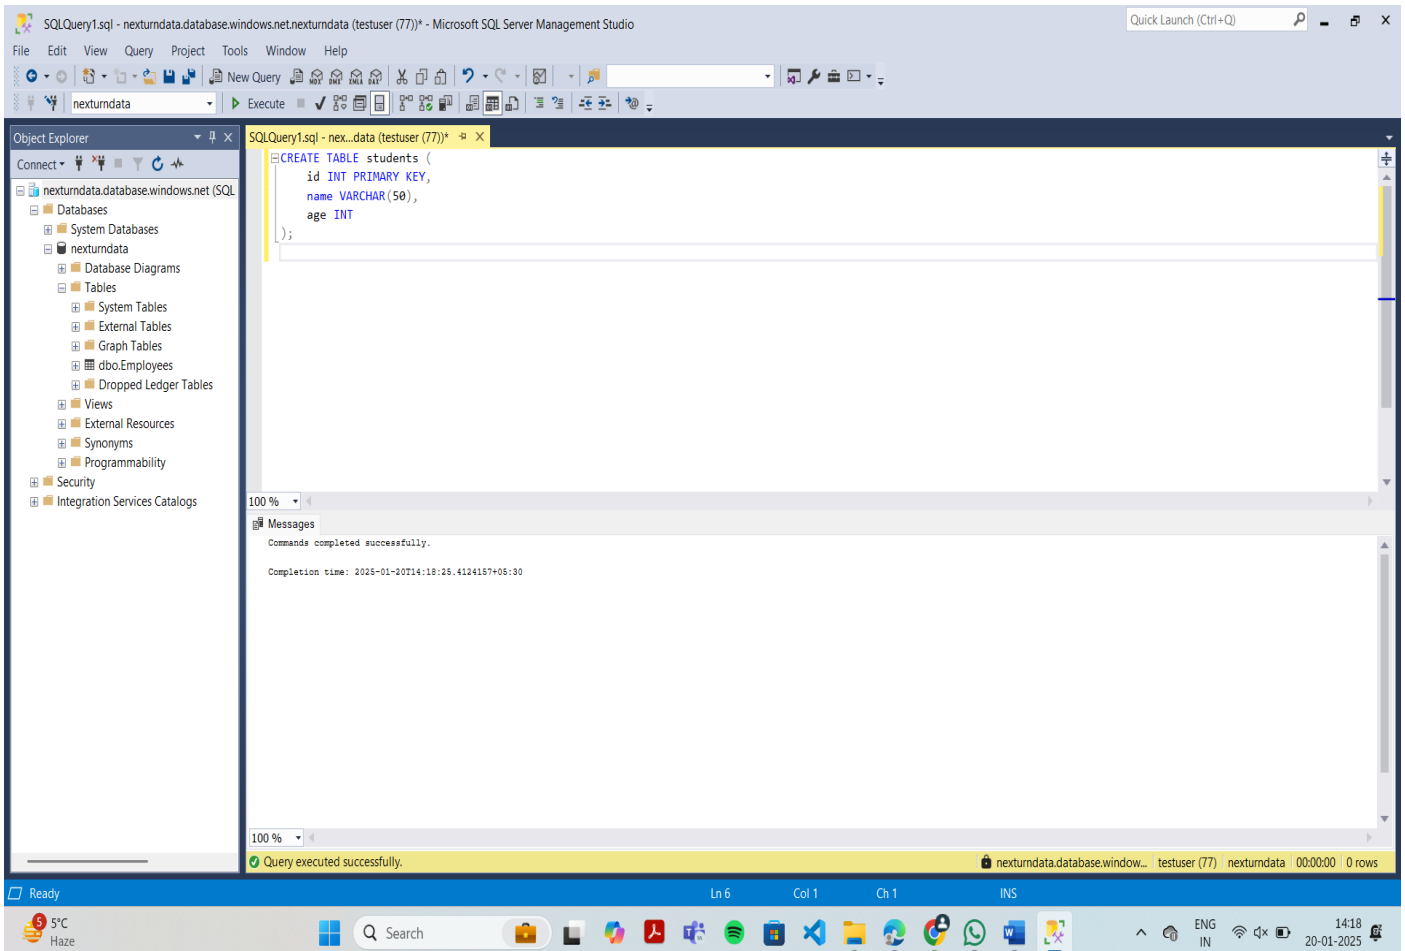 SQLQuery1.sql - nexturndata.database.windows.net.nexturndata (testuser (77))* - Microsoft SQL Server Management Studio
Quick Launch (Ctrl+Q)
File Edit View Query Project Tools Window Help
New Query
MDX DMX XMLA DAX
nexturndata
Execute
Object Explorer
SQLQuery1.sql - nex...data (testuser (77))*
Connect
nexturndata.database.windows.net (SQL
Databases
System Databases
nexturndata
Database Diagrams
Tables
System Tables
External Tables
Graph Tables
dbo.Employees
Dropped Ledger Tables
Views
External Resources
Synonyms
Programmability
Security
Integration Services Catalogs
CREATE TABLE students (
id INT PRIMARY KEY,
name VARCHAR(50),
age INT
);
100 %
Messages
Commands completed successfully.
Completion time: 2025-01-20T14:18:25.4124157+05:30
100 %
Query executed successfully.
nexturndata.database.window... testuser (77) nexturndata 00:00:00 0 rows
Ready
Ln 6 Col 1 Ch 1 INS
5
5°C
Haze
Search
ENG
IN
14:18
20-01-2025